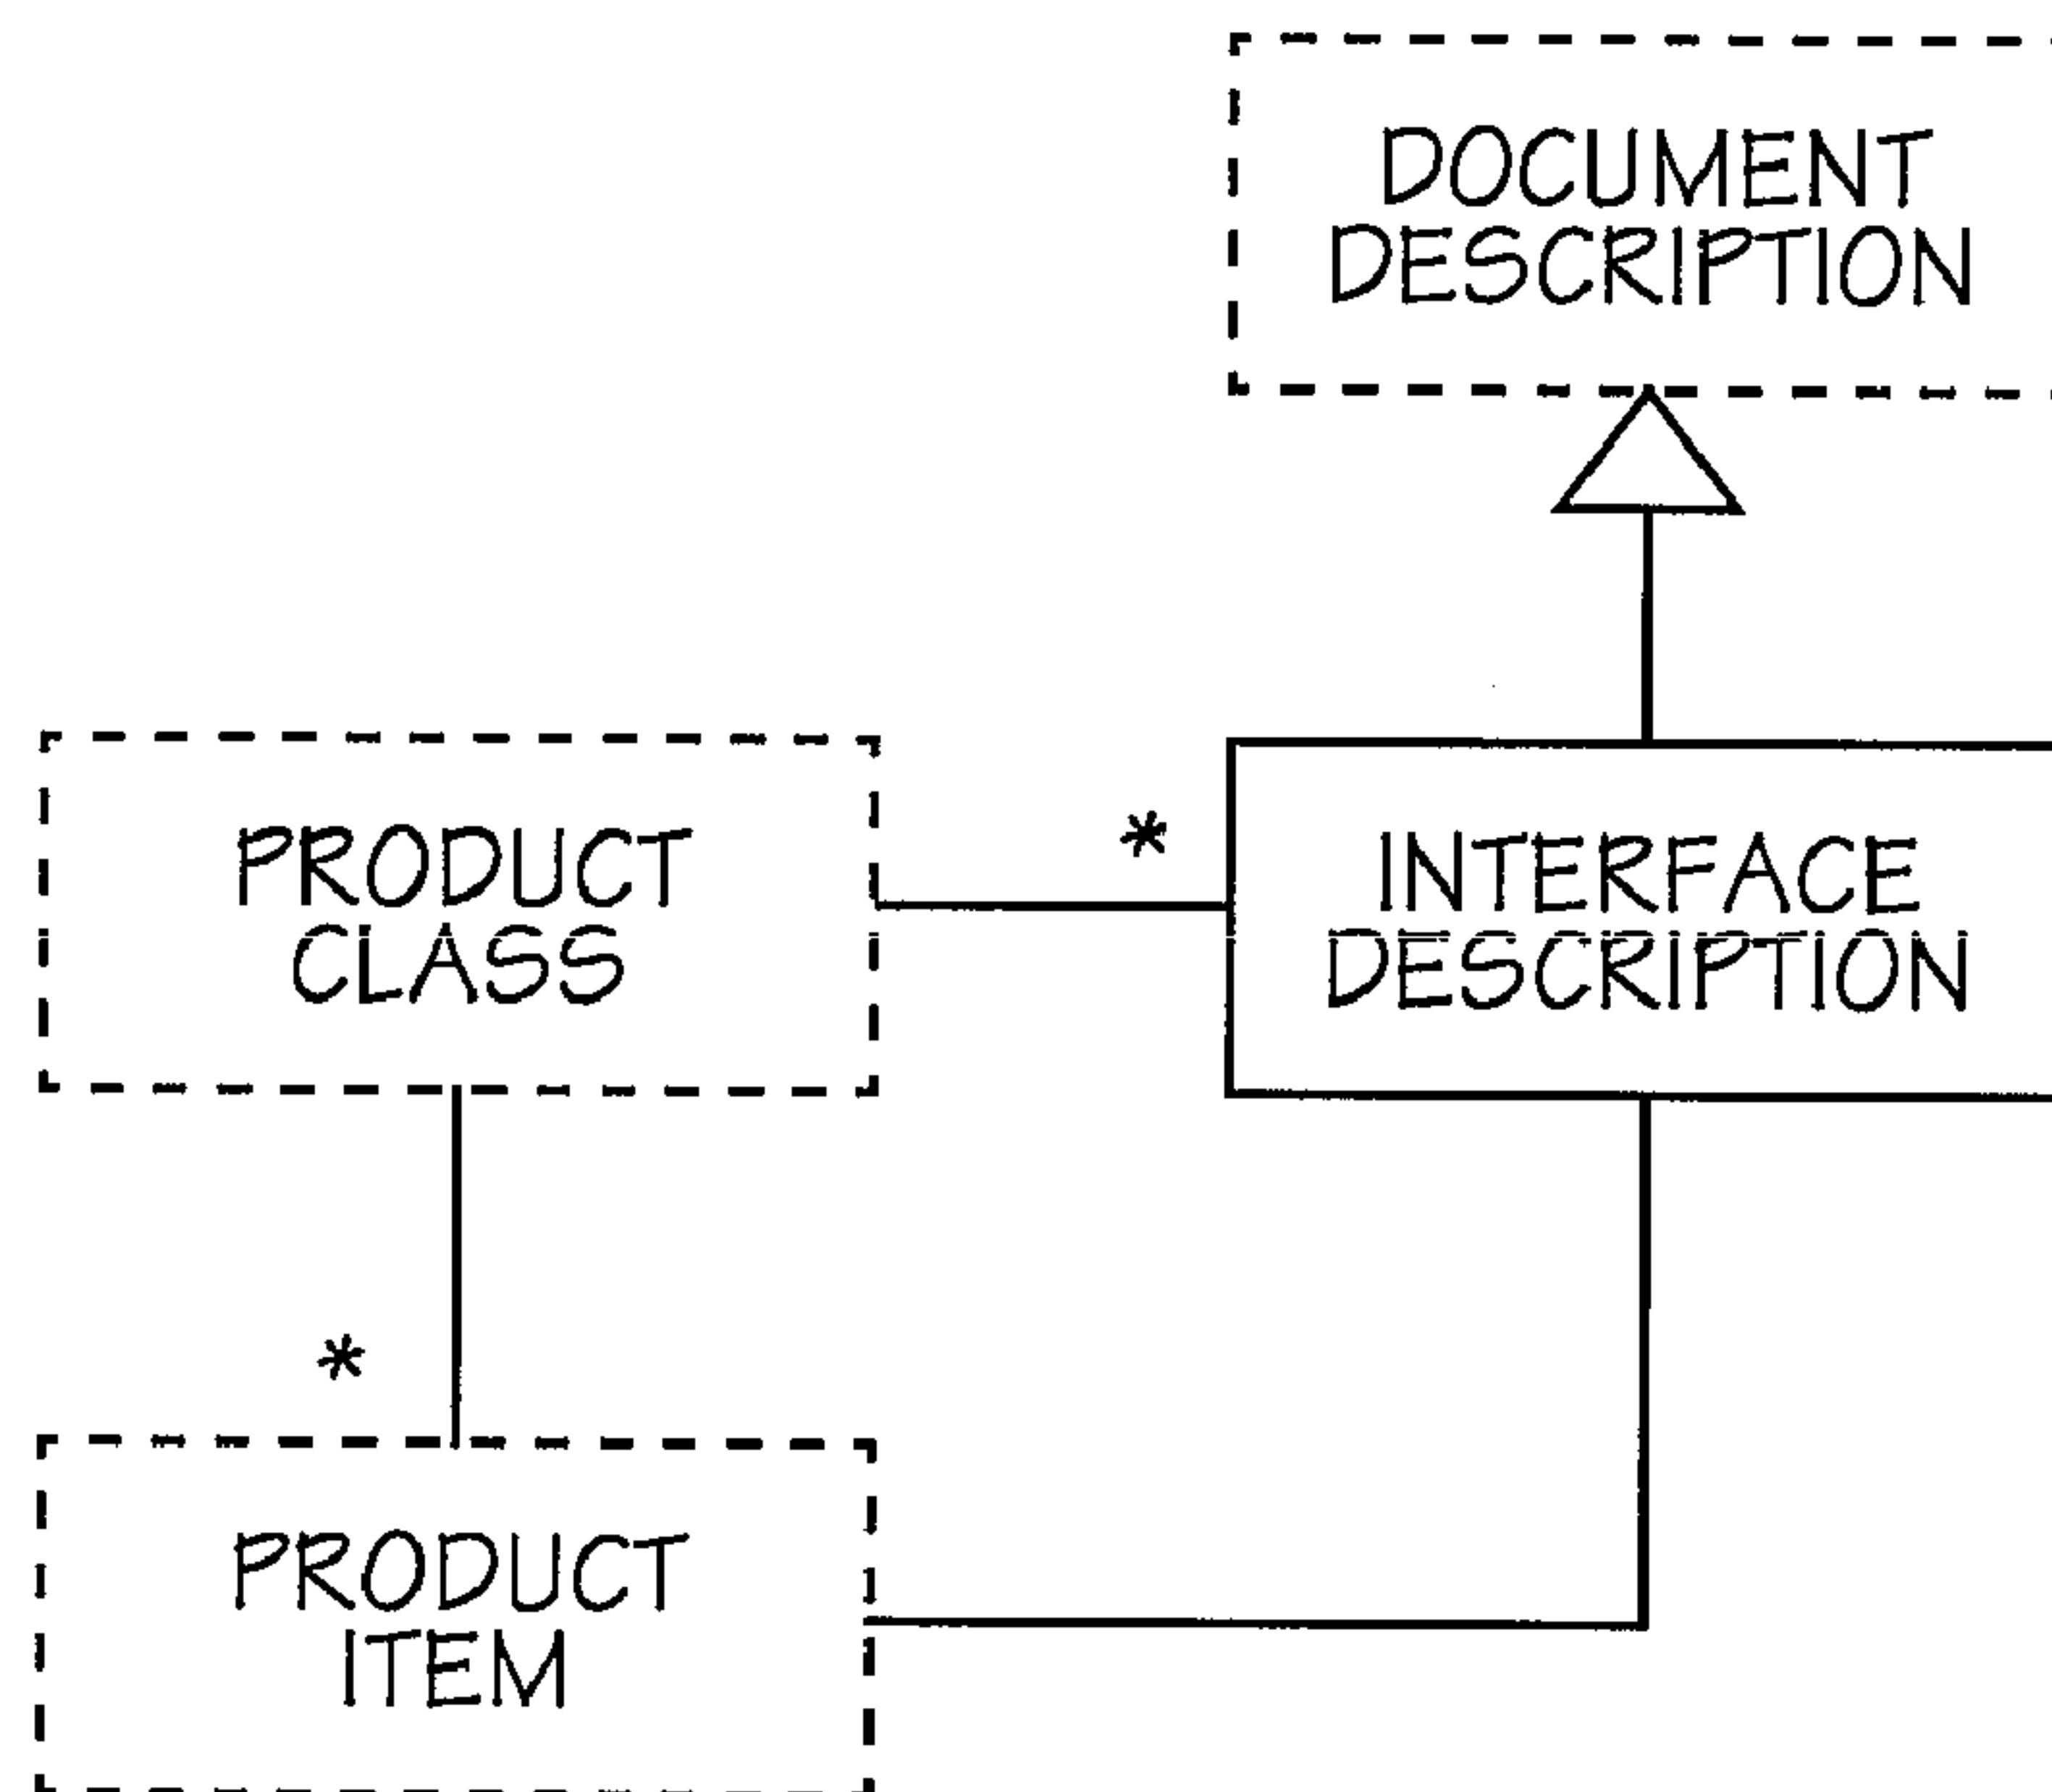 DOCUMENT
DESCRIPTION
PRODUCT
CLASS
*
INTERFACE
DESCRIPTION
*
PRODUCT
ITEM